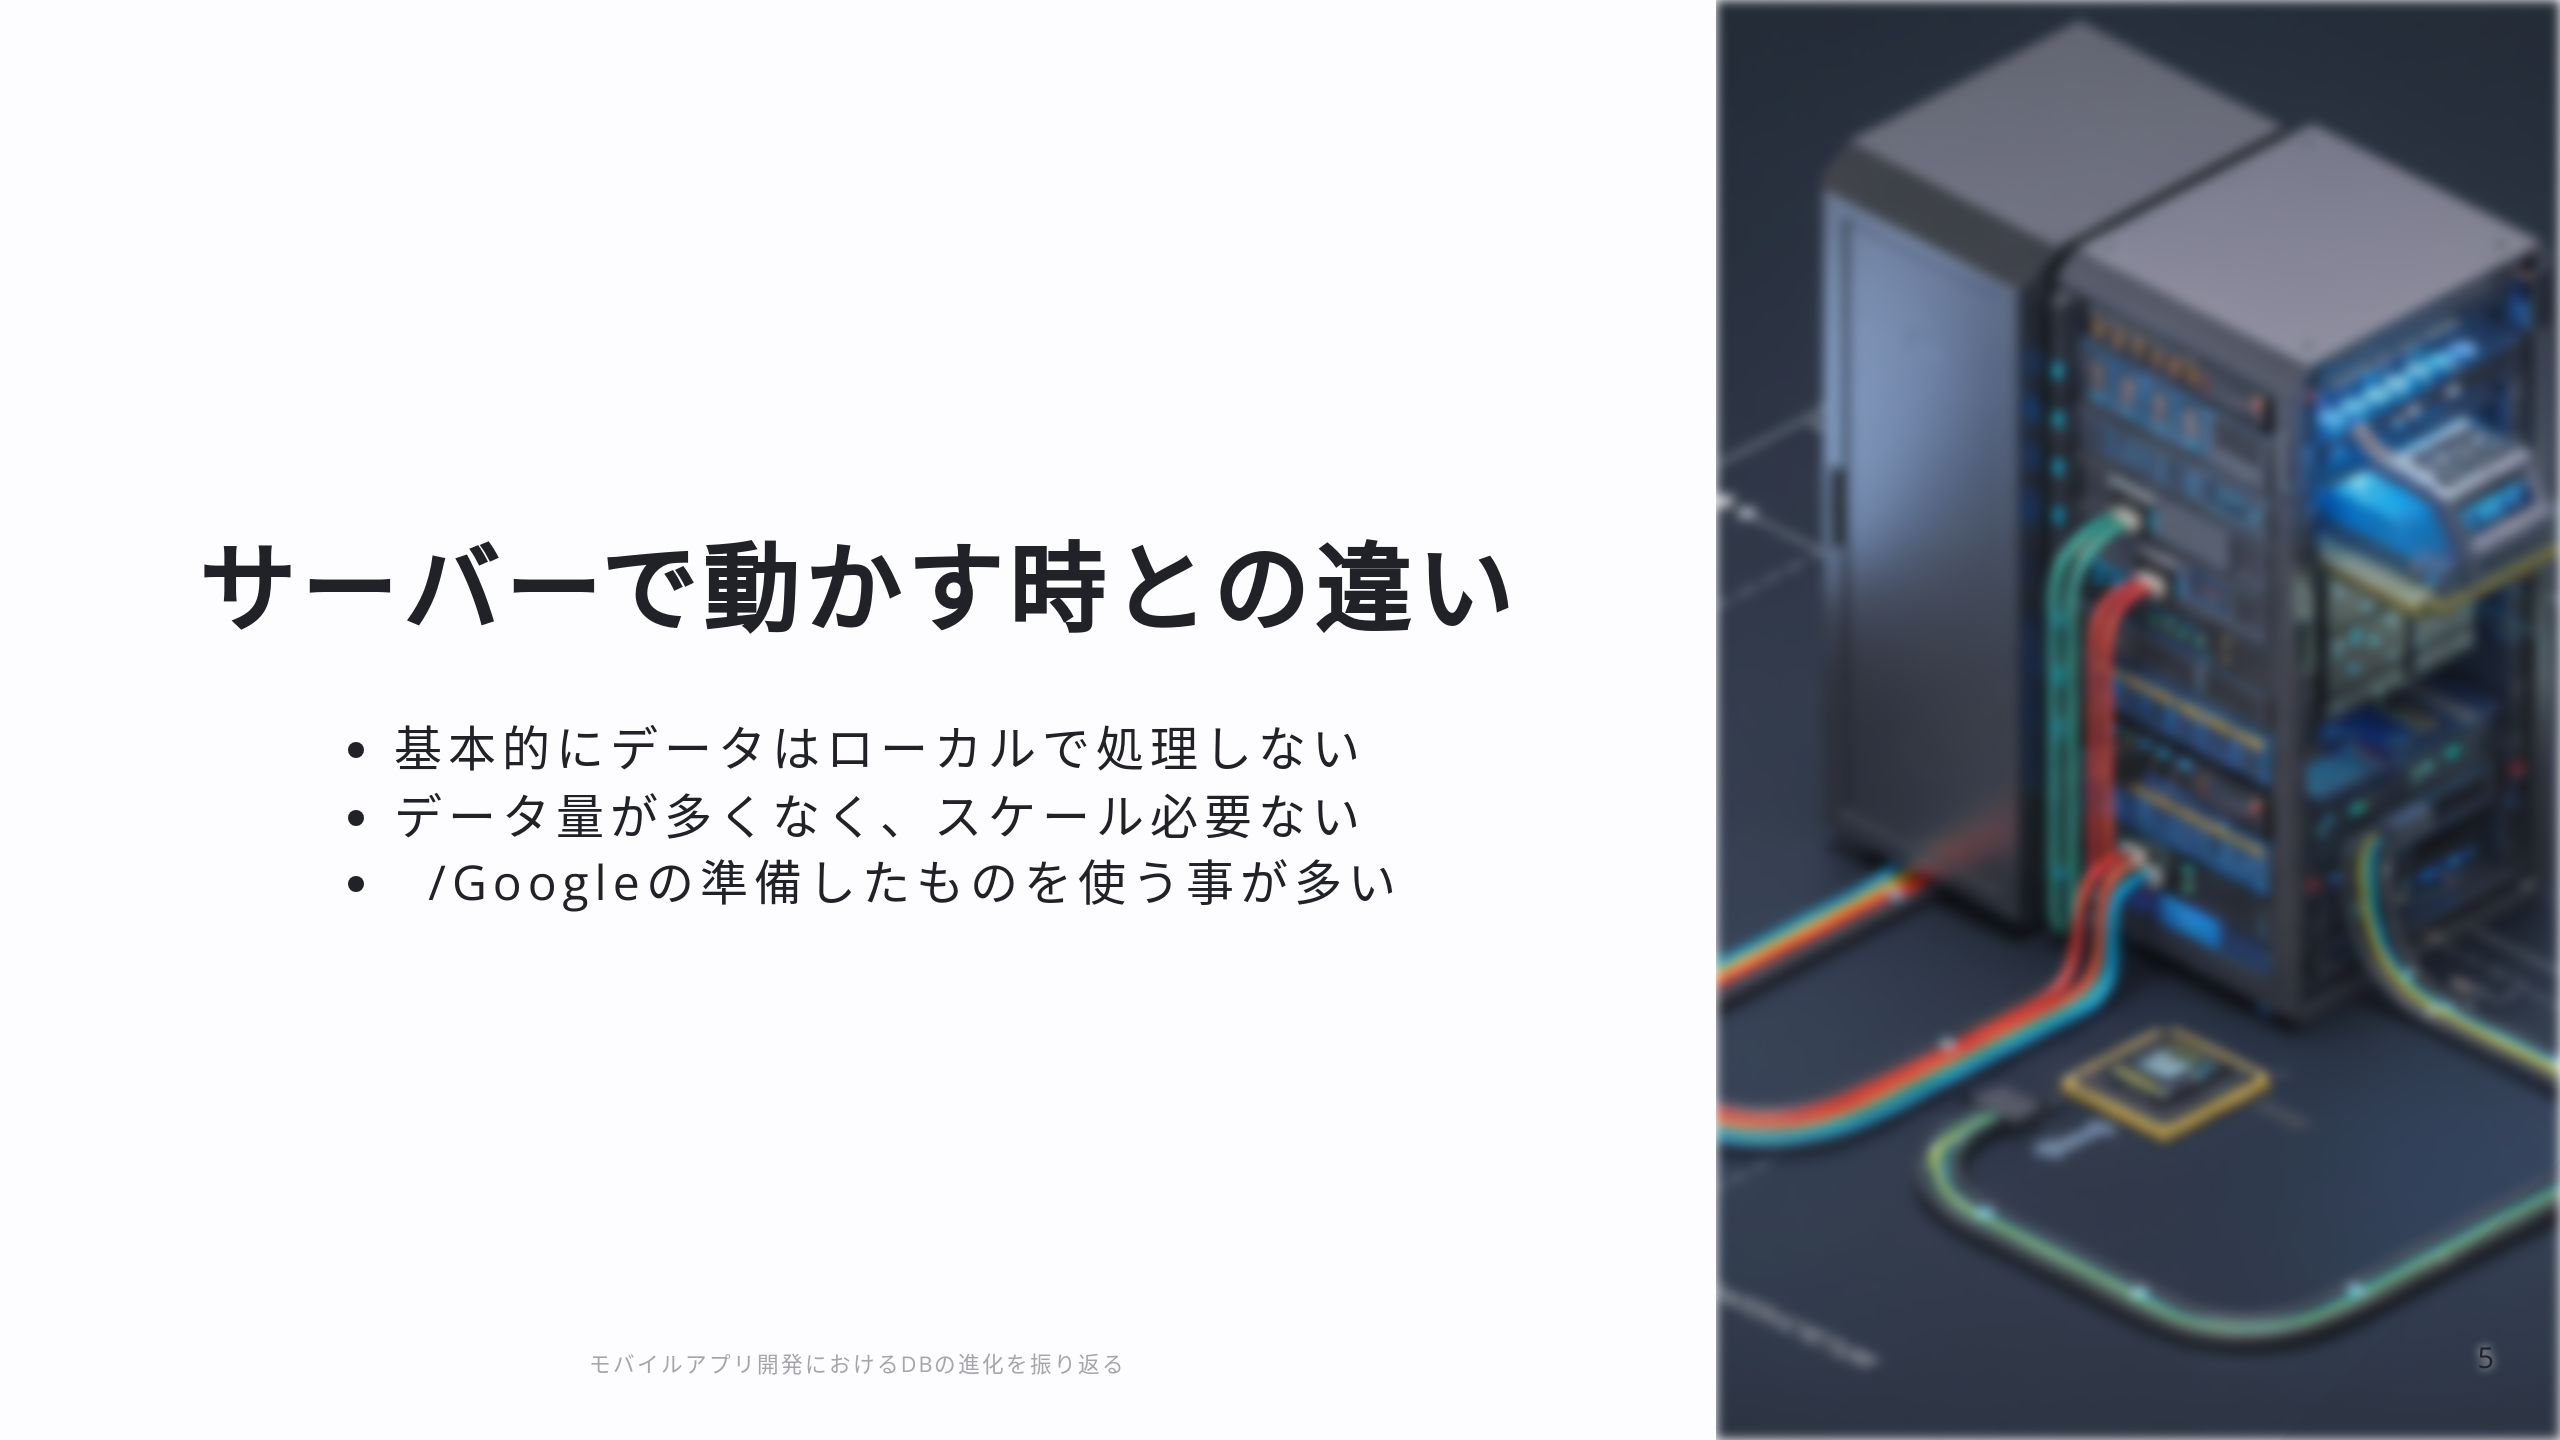 サーバーで動かす時との違い
• 基本的にデータはローカルで処理しない
• データ量が多くなく、スケール必要ない
• /Googleの準備したものを使う事が多い
モバイルアプリ開発におけるDBの進化を振り返る
5